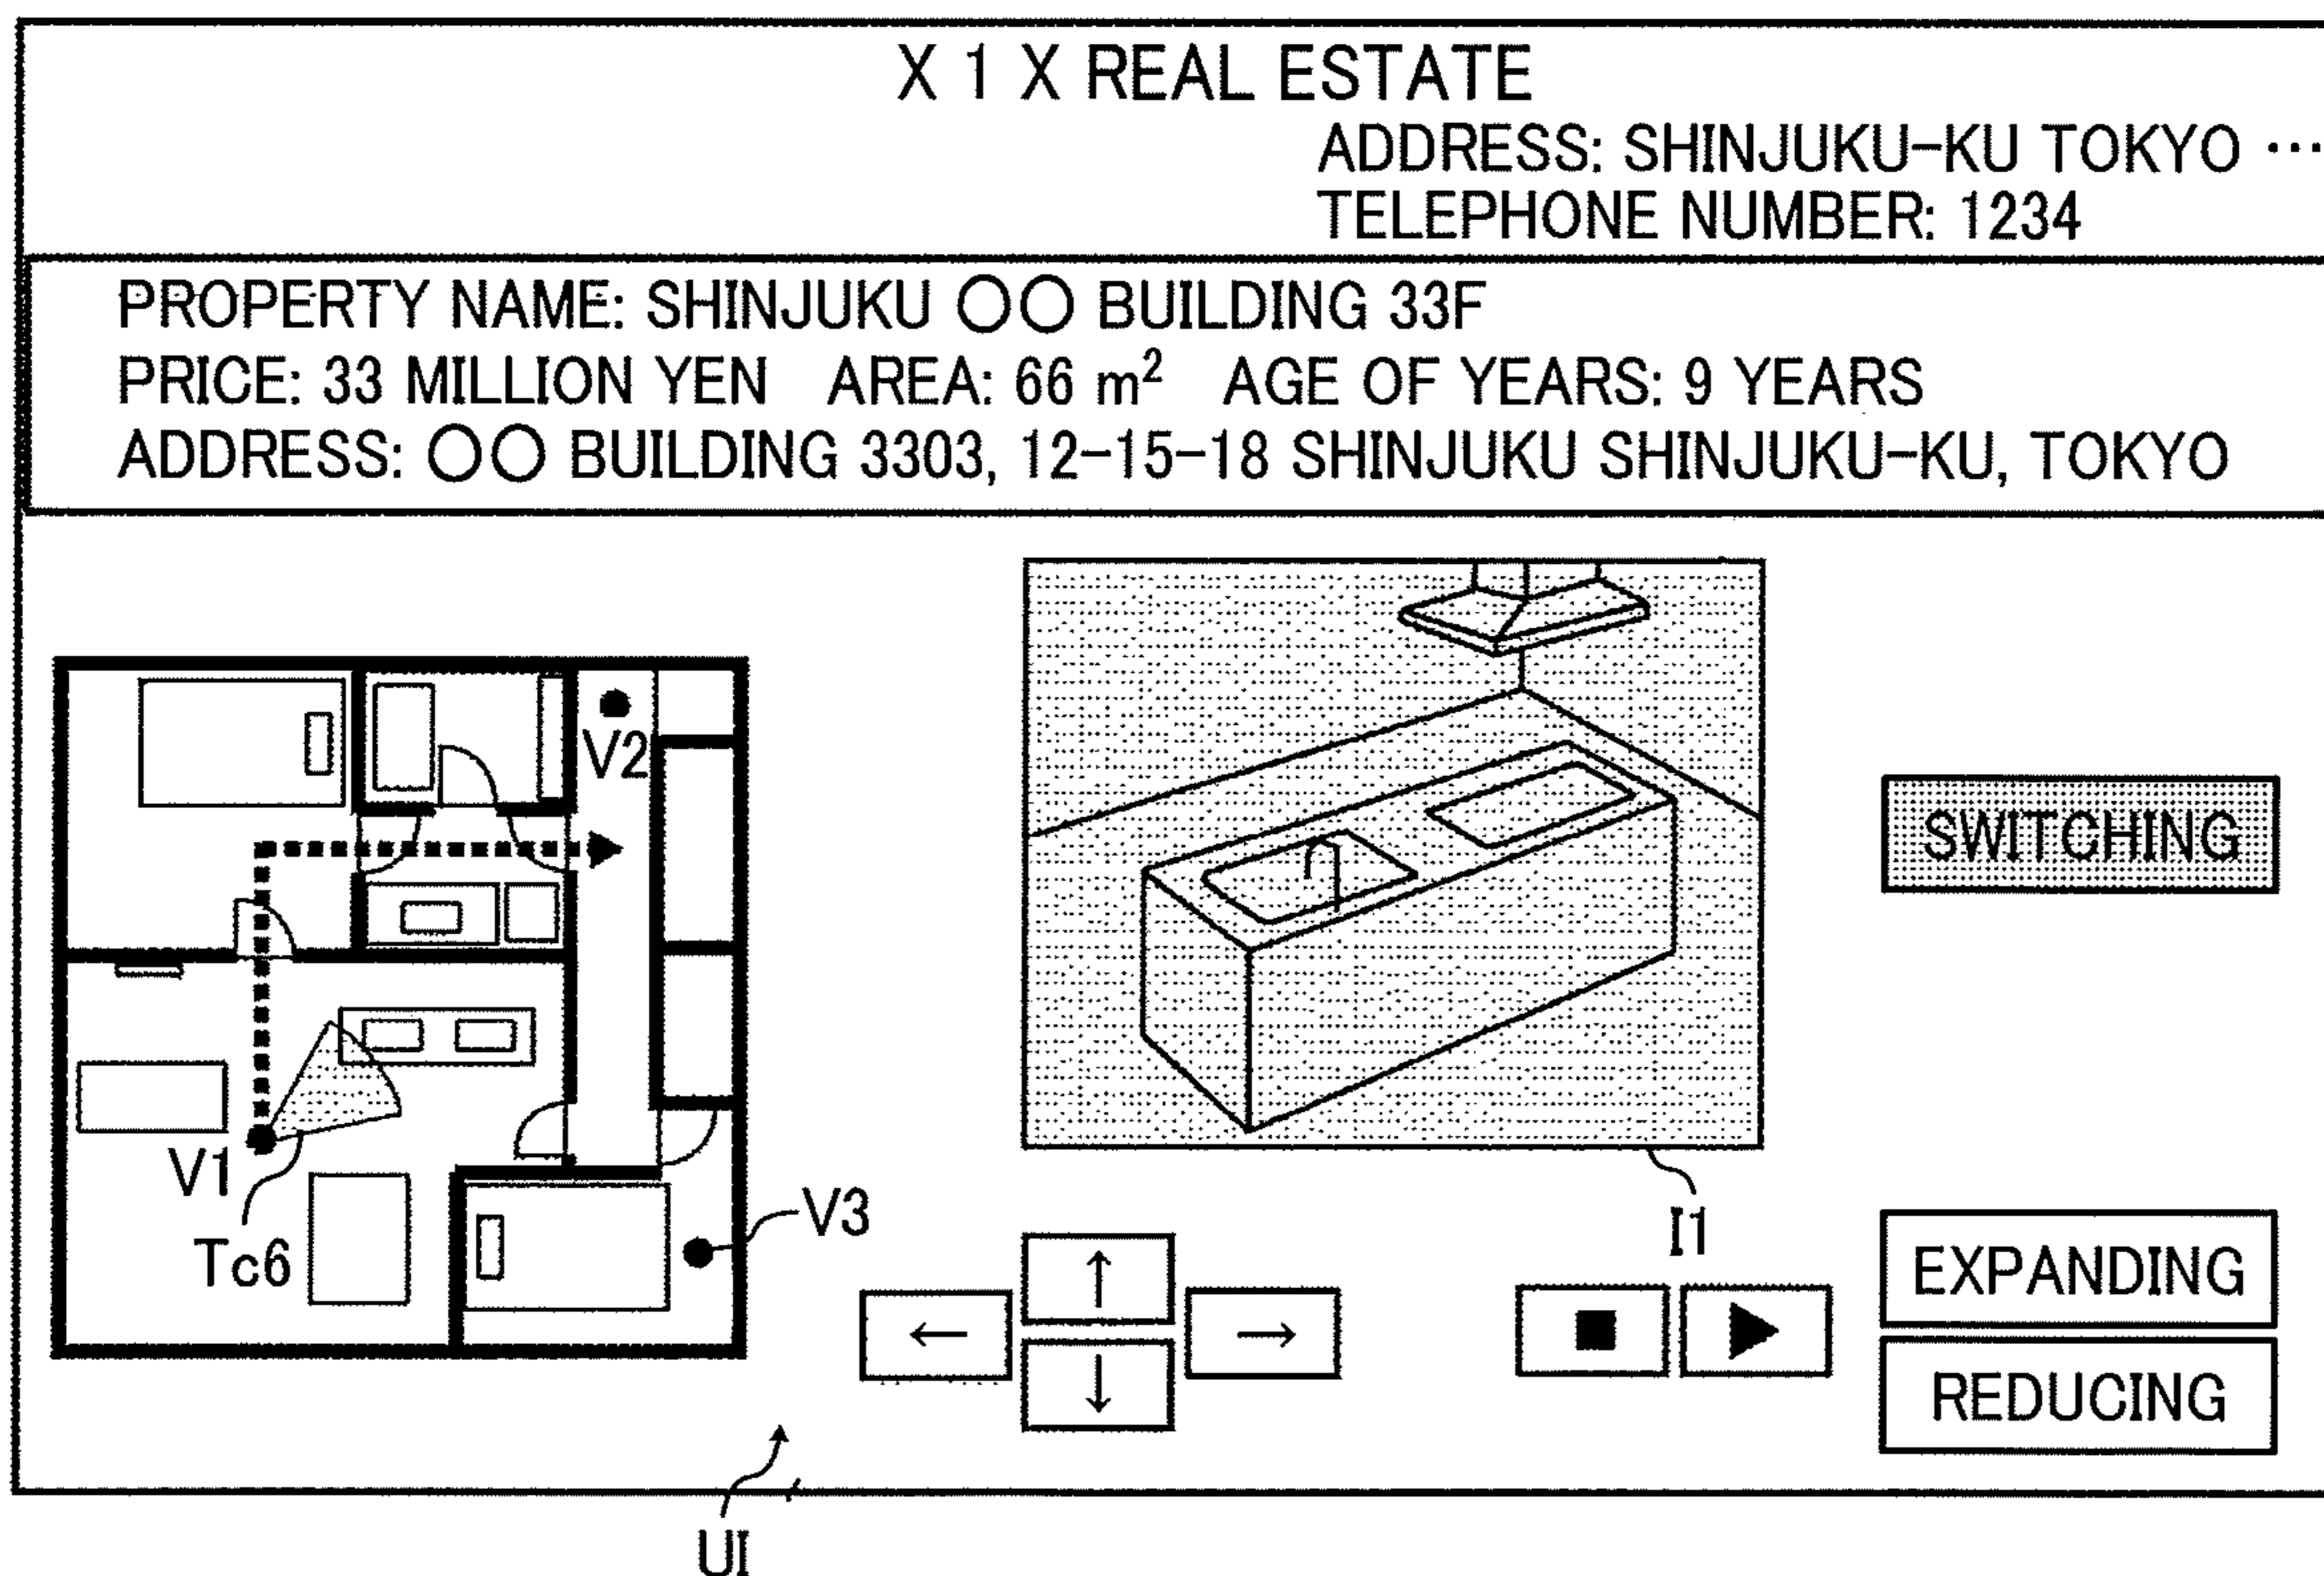 X 1 X REAL ESTATE
ADDRESS: SHINJUKU-KU TOKYO ···
TELEPHONE NUMBER: 1234
PROPERTY NAME: SHINJUKU ○○ BUILDING 33F
PRICE: 33 MILLION YEN AREA: 66 m² AGE OF YEARS: 9 YEARS
ADDRESS: ○○ BUILDING 3303, 12-15-18 SHINJUKU SHINJUKU-KU, TOKYO
V2
SWITCHING
V1
Tc6
V3
I1
↑
← →
↓
■ ▶
EXPANDING
REDUCING
UI